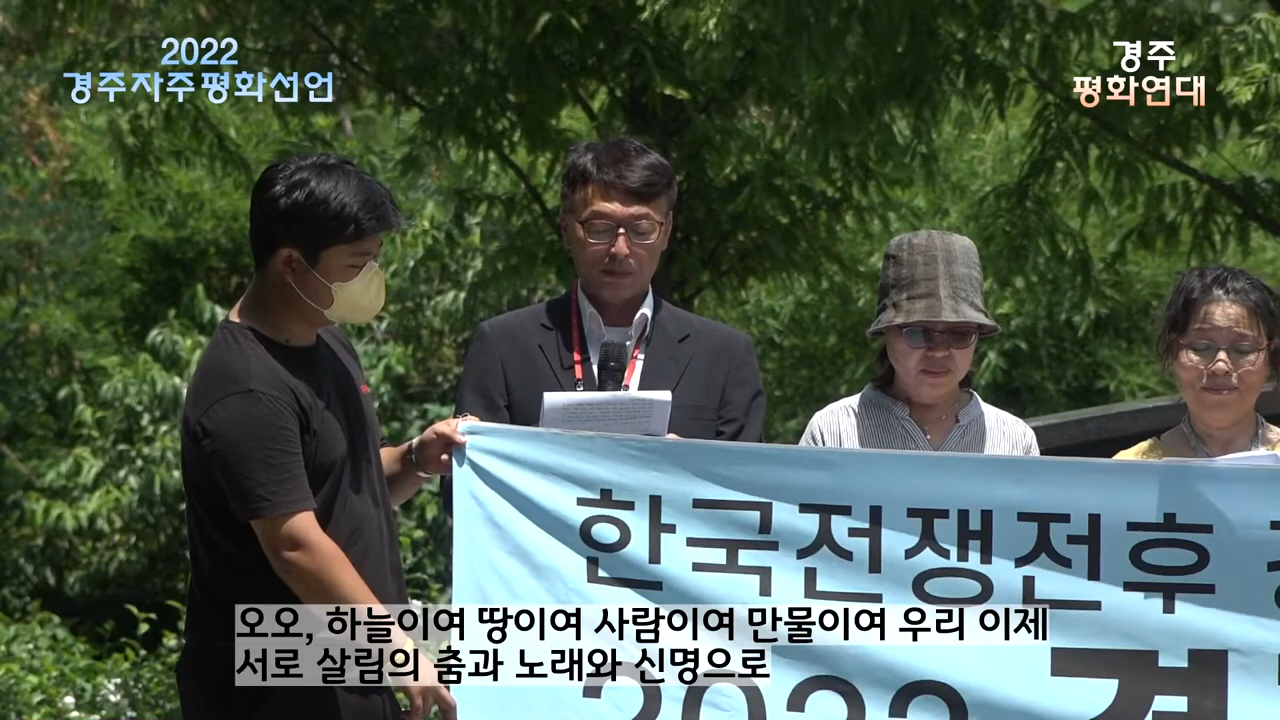 2022
경주자주평화선언
경주
평화연대
한국전쟁전후
오오, 하늘이여 땅이여 사람이여 만물이여 우리 이제
서로 살림의 춤과 노래와 신명으로
2022